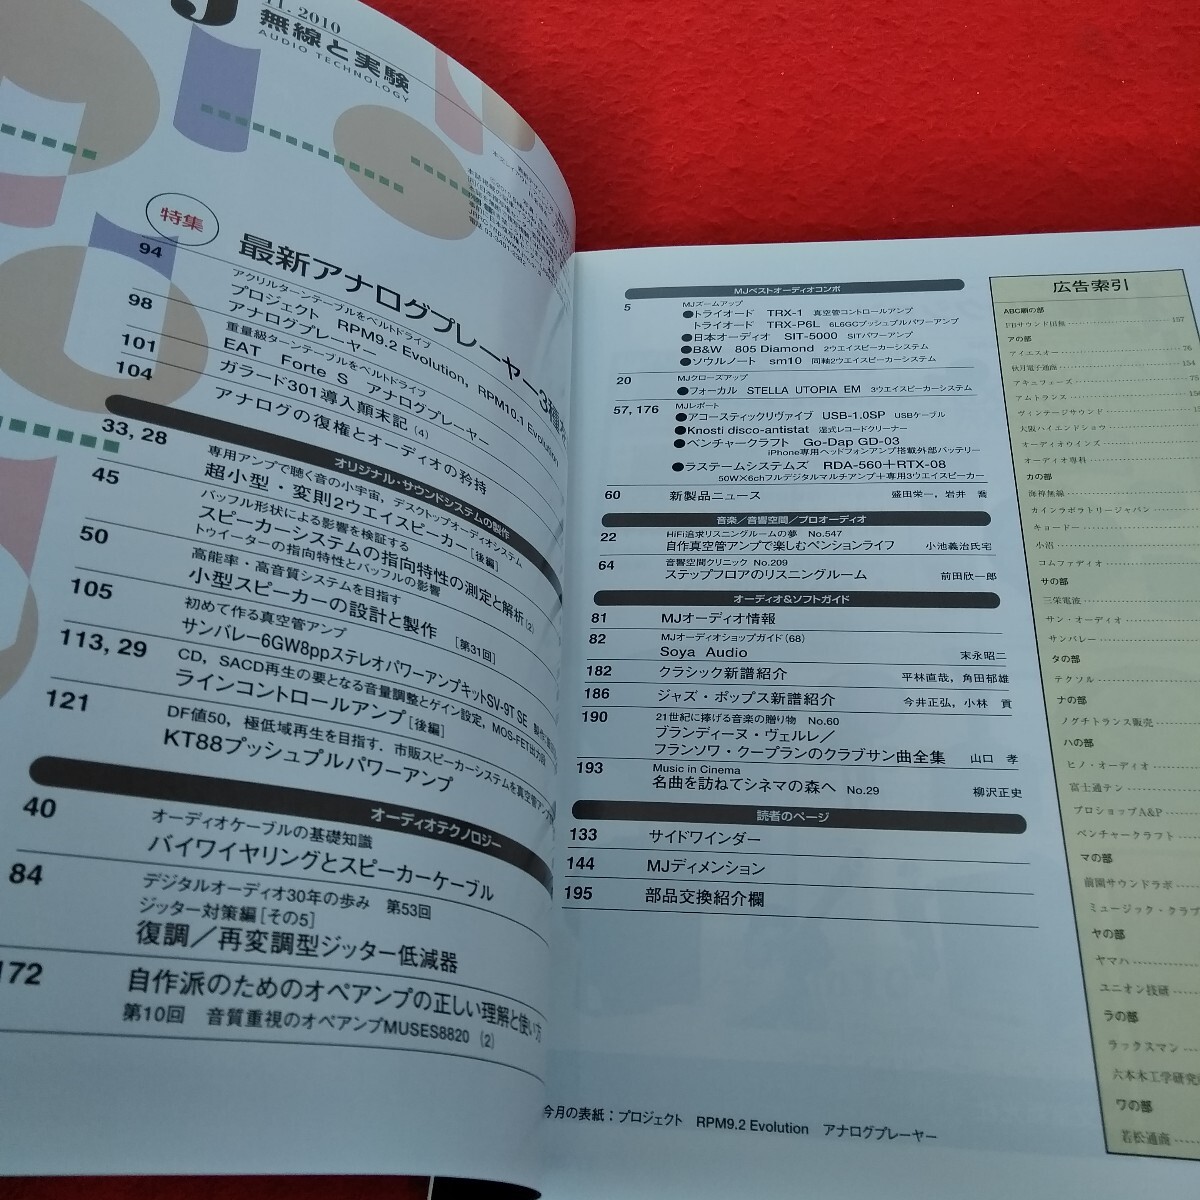 J
11-2010
無線と実験
AUDIO TECHNOLOGY
特集
最新アナログプレーヤー3種
94
アクリルターンテーブルをベルトドライブ
プロジェクト RPM9.2 Evolution, RPM10.1 Evolution
アナログプレーヤー
98
重量級ターンテーブルをベルトドライブ
EAT Forte S アナログプレーヤー
101
ガラード301導入顛末記(4)
104
アナログの復権とオーディオの矜持
オリジナル・サウンドシステムの製作
33, 28
専用アンプで聴く音の小宇宙，デスクトップオーディオシステム
超小型・変則2ウエイスピーカー[後編]
45
バッフル形状による影響を検証する
スピーカーシステムの指向特性の測定と解析(2)
トゥイーターの指向特性とバッフルの影響
50
高能率・高音質システムを目指す
小型スピーカーの設計と製作 [第31回]
105
初めて作る真空管アンプ
サンバレー6GW8ppステレオパワーアンプキットSV-9T SE 製作
113, 29
CD，SACD再生の要となる音量調整とゲイン設定，MOS-FET出力段
ラインコントロールアンプ[後編]
121
DF値50，極低域再生を目指す．市販スピーカーシステムを真空管アンプ
KT88プッシュプルパワーアンプ
オーディオテクノロジー
40
オーディオケーブルの基礎知識
バイワイヤリングとスピーカーケーブル
84
デジタルオーディオ30年の歩み 第53回
ジッター対策編[その5]
復調／再変調型ジッター低減器
172
自作派のためのオペアンプの正しい理解と使い方
第10回 音質重視のオペアンプMUSES8820 (2)
MJベストオーディオコンポ
5
MJズームアップ
●トライオード TRX-1 真空管コントロールアンプ
トライオード TRX-P6L 6L6GCプッシュプルパワーアンプ
●日本オーディオ SIT-5000 SITパワーアンプ
●B&W 805 Diamond 2ウエイスピーカーシステム
●ソウルノート sm10 同軸2ウエイスピーカーシステム
20
MJクローズアップ
●フォーカル STELLA UTOPIA EM 3ウエイスピーカーシステム
57, 176
MJレポート
●アコースティックリヴァイブ USB-1.0SP USBケーブル
●Knosti disco-antistat 湿式レコードクリーナー
●ベンチャークラフト Go-Dap GD-03
iPhone専用ヘッドフォンアンプ搭載外部バッテリー
●ラステームシステムズ RDA-560＋RTX-08
50W×6chフルデジタルマルチアンプ＋専用3ウエイスピーカー
60 新製品ニュース 盛田栄一，岩井 喬
音楽／音響空間／プロオーディオ
22
HiFi追求リスニングルームの夢 No.547
自作真空管アンプで楽しむペンションライフ 小池義治氏宅
64
音響空間クリニック No.209
ステップフロアのリスニングルーム 前田欣一郎
オーディオ&ソフトガイド
81 MJオーディオ情報
82 MJオーディオショップガイド(68)
Soya Audio 末永昭二
182 クラシック新譜紹介 平林直哉，角田郁雄
186 ジャズ・ポップス新譜紹介 今井正弘，小林 貢
190
21世紀に捧げる音楽の贈り物 No.60
ブランディーヌ・ヴェルレ／
フランソワ・クープランのクラヴサン曲全集 山口 孝
193
Music in Cinema
名曲を訪ねてシネマの森へ No.29 柳沢正史
読者のページ
133 サイドワインダー
144 MJディメンション
195 部品交換紹介欄
今月の表紙：プロジェクト RPM9.2 Evolution アナログプレーヤー
広告索引
ABC順の部
157
アの部
アイエスオー 76
秋月電子通商 154
アキュフェーズ 75
アムトランス
ヴィンテージサウンド
大阪ハイエンドショウ
オーディオウインズ
オーディオ専科
カの部
海神無線
カインラボラトリージャパン
キョードー
小沼
コムファディオ
サの部
三栄電波
サン・オーディオ
サンバレー
タの部
テクソル
ナの部
ノグチトランス販売
ハの部
ヒノ・オーディオ
富士通テン
プロショップA&P
ベンチャークラフト
マの部
前園サウンドラボ
ミュージック・クラブ
ヤの部
ヤマハ
ユニオン技研
ラの部
ラックスマン
六本木工学研究
ワの部
若松通商